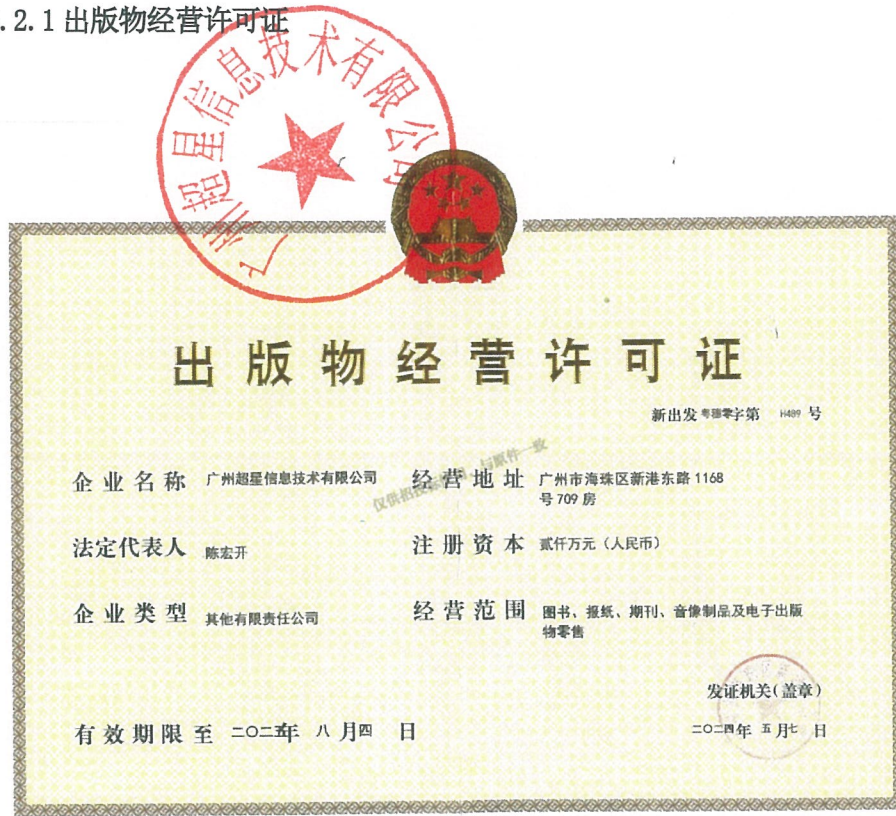 .2.1 出版物经营许可证
广州超星信息技术有限公司
出版物经营许可证
新出发粤穗零字第 H489 号
企业名称 广州超星信息技术有限公司
经营地址 广州市海珠区新港东路 1168
号 709 房
法定代表人 陈宏开
注册资本 贰仟万元（人民币）
企业类型 其他有限责任公司
经营范围 图书、报纸、期刊、音像制品及电子出版
物零售
与原件一致
发证机关(盖章)
有效期限至 二〇二五年 八 月四 日
二〇二四年 五 月七 日